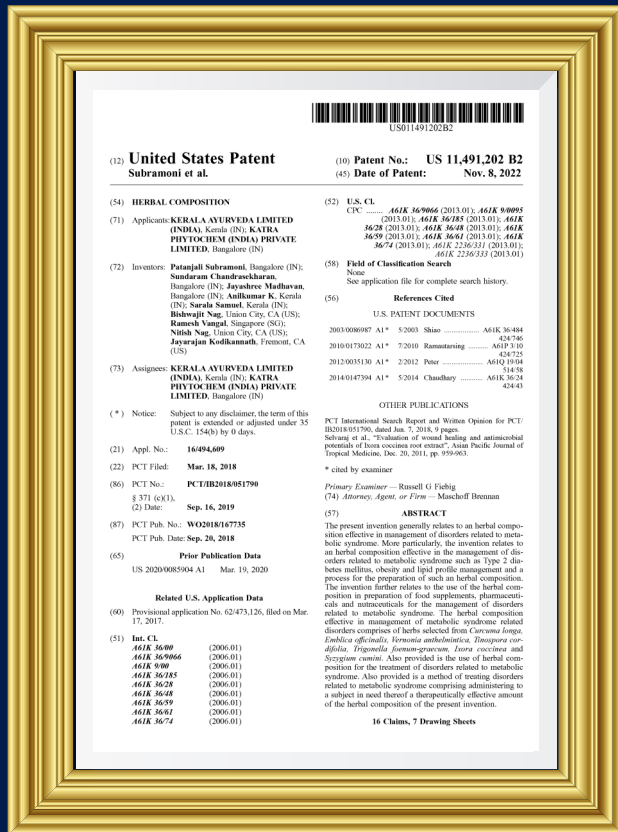 US011491202B2
(12) United States Patent
Subramoni et al.
(10) Patent No.: US 11,491,202 B2
(45) Date of Patent: Nov. 8, 2022
(54) HERBAL COMPOSITION
(71) Applicants: KERALA AYURVEDA LIMITED
(INDIA), Kerala (IN); KATRA
PHYTOCHEM (INDIA) PRIVATE
LIMITED, Bangalore (IN)
(72) Inventors: Patanjali Subramoni, Bangalore (IN);
Sundaram Chandrasekharan,
Bangalore (IN); Jayashree Madhavan,
Bangalore (IN); Anilkumar K, Kerala
(IN); Sarala Samuel, Kerala (IN);
Bishwajit Nag, Union City, CA (US);
Ramesh Vangal, Singapore (SG);
Nitish Nag, Union City, CA (US);
Jayarajan Kodikannath, Fremont, CA
(US)
(73) Assignees: KERALA AYURVEDA LIMITED
(INDIA), Kerala (IN); KATRA
PHYTOCHEM (INDIA) PRIVATE
LIMITED, Bangalore (IN)
( * ) Notice: Subject to any disclaimer, the term of this
patent is extended or adjusted under 35
U.S.C. 154(b) by 0 days.
(21) Appl. No.: 16/494,609
(22) PCT Filed: Mar. 18, 2018
(86) PCT No.: PCT/IB2018/051790
§ 371 (c)(1),
(2) Date: Sep. 16, 2019
(87) PCT Pub. No.: WO2018/167735
PCT Pub. Date: Sep. 20, 2018
(65) Prior Publication Data
US 2020/0085904 A1 Mar. 19, 2020
Related U.S. Application Data
(60) Provisional application No. 62/473,126, filed on Mar.
17, 2017.
(51) Int. Cl.
A61K 36/00 (2006.01)
A61K 36/9066 (2006.01)
A61K 9/00 (2006.01)
A61K 36/185 (2006.01)
A61K 36/28 (2006.01)
A61K 36/48 (2006.01)
A61K 36/59 (2006.01)
A61K 36/61 (2006.01)
A61K 36/74 (2006.01)
(52) U.S. Cl.
CPC ........ A61K 36/9066 (2013.01); A61K 9/0095
(2013.01); A61K 36/185 (2013.01); A61K
36/28 (2013.01); A61K 36/48 (2013.01); A61K
36/59 (2013.01); A61K 36/61 (2013.01); A61K
36/74 (2013.01); A61K 2236/331 (2013.01);
A61K 2236/333 (2013.01)
(58) Field of Classification Search
None
See application file for complete search history.
(56) References Cited
U.S. PATENT DOCUMENTS
2003/0086987 A1* 5/2003 Shiao .................. A61K 36/484
424/746
2010/0173022 A1* 7/2010 Ramautarsing .......... A61P 3/10
424/725
2012/0035130 A1* 2/2012 Peter .................... A61Q 19/04
514/58
2014/0147394 A1* 5/2014 Chaudhary ............ A61K 36/24
424/43
OTHER PUBLICATIONS
PCT International Search Report and Written Opinion for PCT/
IB2018/051790, dated Jun. 7, 2018, 9 pages.
Selvaraj et al., "Evaluation of wound healing and antimicrobial
potentials of Ixora coccinea root extract", Asian Pacific Journal of
Tropical Medicine, Dec. 20, 2011, pp. 959-963.
* cited by examiner
Primary Examiner — Russell G Fiebig
(74) Attorney, Agent, or Firm — Maschoff Brennan
(57) ABSTRACT
The present invention generally relates to an herbal compo-
sition effective in management of disorders related to meta-
bolic syndrome. More particularly, the invention relates to
an herbal composition effective in the management of dis-
orders related to metabolic syndrome such as Type 2 dia-
betes mellitus, obesity and lipid profile management and a
process for the preparation of such an herbal composition.
The invention further relates to the use of the herbal com-
position in preparation of food supplements, pharmaceuti-
cals and nutraceuticals for the management of disorders
related to metabolic syndrome. The herbal composition
effective in management of metabolic syndrome related
disorders comprises of herbs selected from Curcuma longa,
Emblica officinalis, Vernonia anthelmintica, Tinospora cor-
difolia, Trigonella foenum-graecum, Ixora coccinea and
Syzygium cumini. Also provided is the use of herbal com-
position for the treatment of disorders related to metabolic
syndrome. Also provided is a method of treating disorders
related to metabolic syndrome comprising administering to
a subject in need thereof a therapeutically effective amount
of the herbal composition of the present invention.
16 Claims, 7 Drawing Sheets